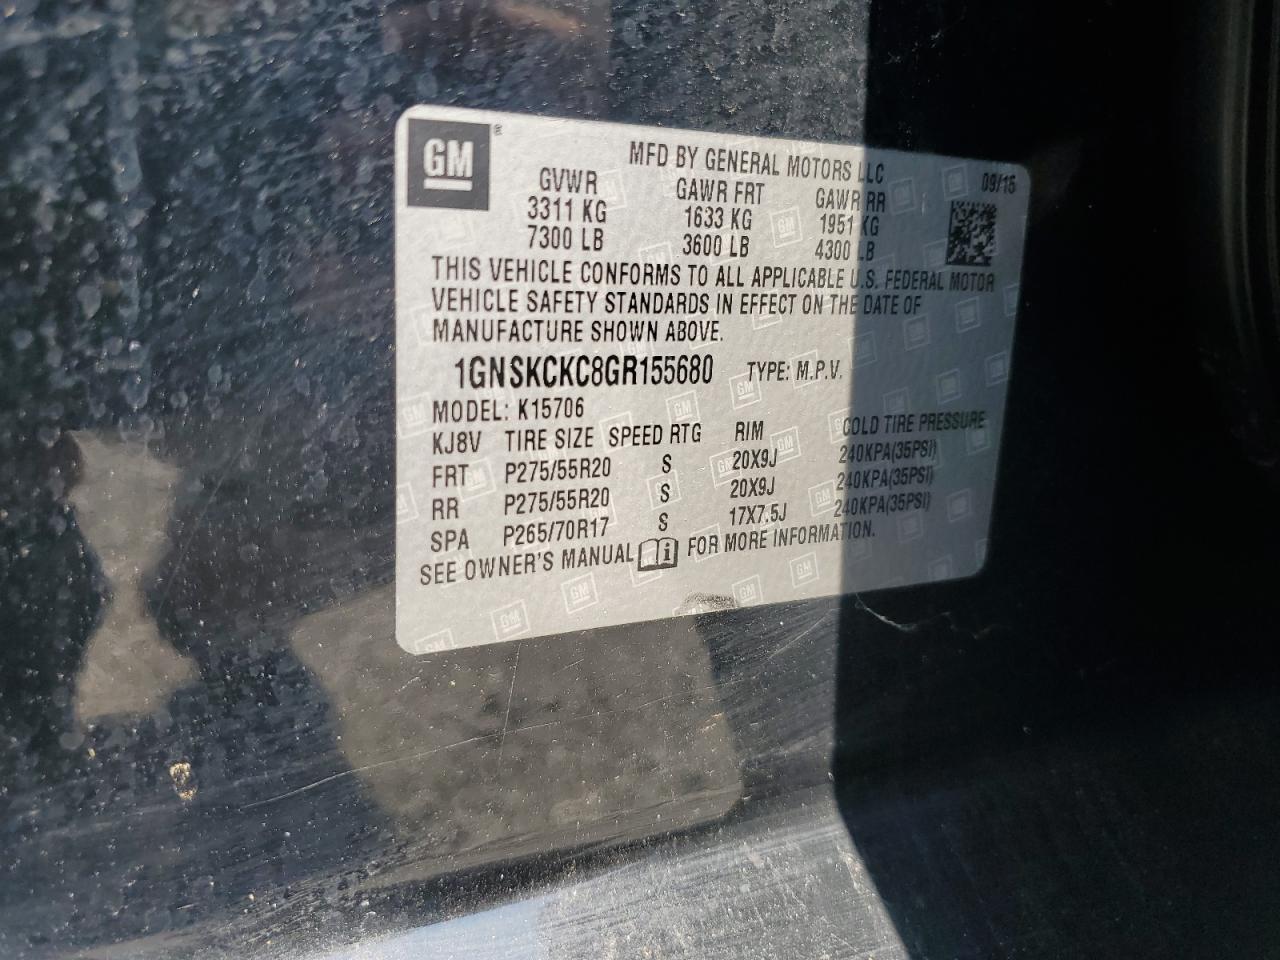 GM
MFD BY GENERAL MOTORS LLC
09/15
GVWR GAWR FRT GAWR RR
3311 KG 1633 KG 1951 KG
7300 LB 3600 LB 4300 LB
THIS VEHICLE CONFORMS TO ALL APPLICABLE U.S. FEDERAL MOTOR
VEHICLE SAFETY STANDARDS IN EFFECT ON THE DATE OF
MANUFACTURE SHOWN ABOVE.
1GNSKCKC8GR155680 TYPE: M.P.V.
MODEL: K15706
KJ8V TIRE SIZE SPEED RTG RIM COLD TIRE PRESSURE
FRT P275/55R20 S 20X9J 240KPA(35PSI)
RR P275/55R20 S 20X9J 240KPA(35PSI)
SPA P265/70R17 S 17X7.5J 240KPA(35PSI)
SEE OWNER'S MANUAL FOR MORE INFORMATION.